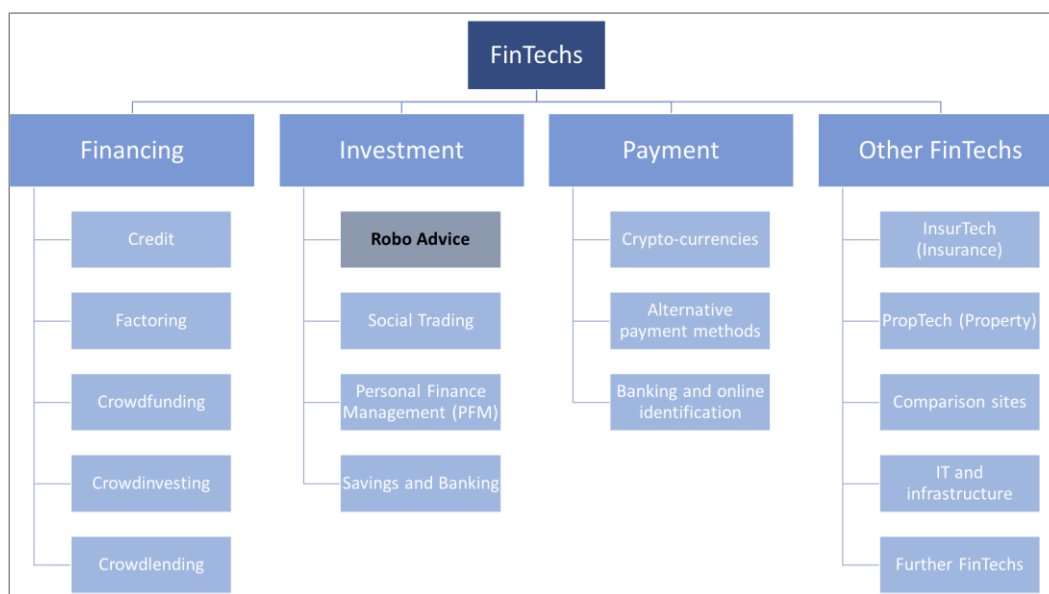 FinTechs
Financing
Credit
Factoring
Crowdfunding
Crowdinvesting
Crowdlending
Investment
Robo Advice
Social Trading
Personal Finance
Management (PFM)
Savings and Banking
Payment
Crypto-currencies
Alternative
payment methods
Banking and online
identification
Other FinTechs
InsurTech
(Insurance)
PropTech (Property)
Comparison sites
IT and
infrastructure
Further FinTechs